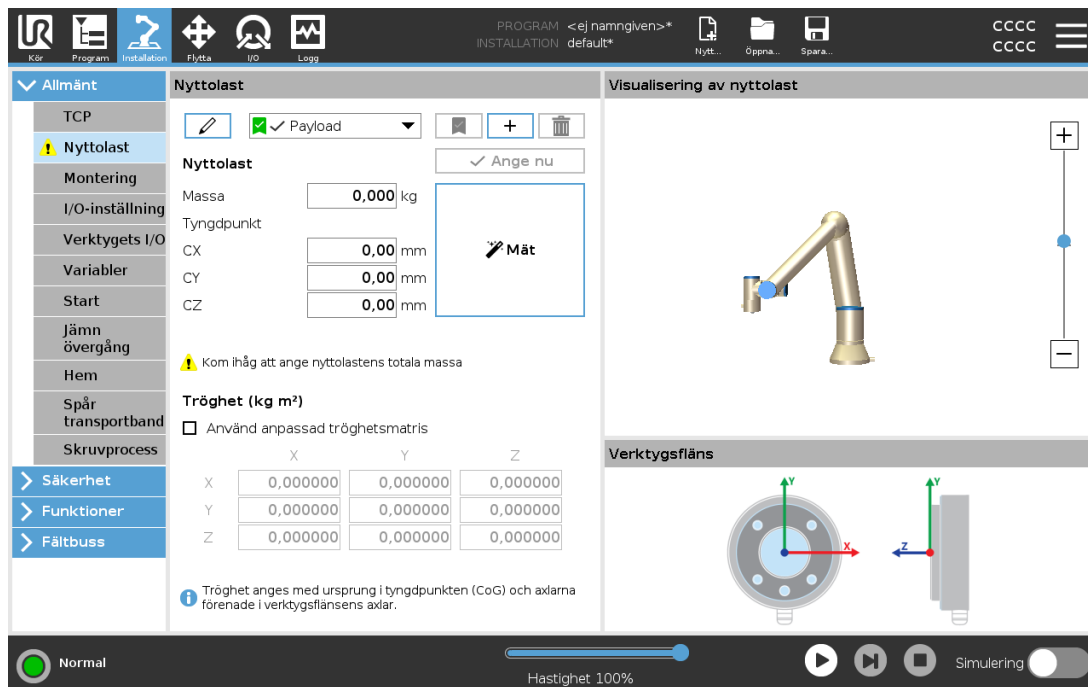 PROGRAM <ej namngiven>*
INSTALLATION default*
CCCC
CCCC
Kör
Program
Installation
Flytta
I/O
Logg
Nytt...
Öppna...
Spara...
Allmänt
TCP
Nyttolast
Montering
I/O-inställning
Verktygets I/O
Variabler
Start
Jämn
övergång
Hem
Spår
transportband
Skruvprocess
Säkerhet
Funktioner
Fältbuss
Nyttolast
Payload
+
Nyttolast
Ange nu
Massa 0,000 kg
Tyngdpunkt
CX 0,00 mm
CY 0,00 mm
CZ 0,00 mm
Mät
Kom ihåg att ange nyttolastens totala massa
Tröghet (kg m²)
Använd anpassad tröghetsmatris
X Y Z
X 0,000000 0,000000 0,000000
Y 0,000000 0,000000 0,000000
Z 0,000000 0,000000 0,000000
Tröghet anges med ursprung i tyngdpunkten (CoG) och axlarna
förenade i verktygsflänsens axlar.
Visualisering av nyttolast
Verktygsfläns
Y
X
Y
Z
Normal
Hastighet 100%
Simulering